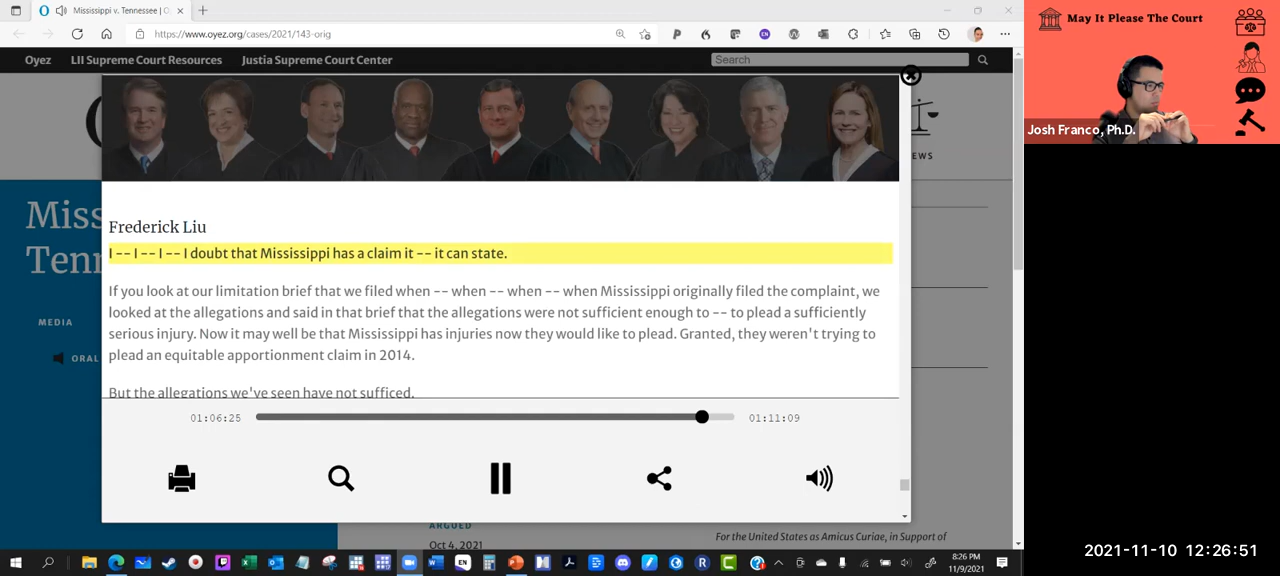 Mississippi v. Tennessee | O
https://www.oyez.org/cases/2021/143-orig
May It Please The Court
Oyez
LII Supreme Court Resources
Justia Supreme Court Center
Search
Josh Franco, Ph.D.
EWS
Miss
Tenn
MEDIA
ORAL
Frederick Liu
I -- I -- I -- I doubt that Mississippi has a claim it -- it can state.
If you look at our limitation brief that we filed when -- when -- when -- when Mississippi originally filed the complaint, we
looked at the allegations and said in that brief that the allegations were not sufficient enough to -- to plead a sufficiently
serious injury. Now it may well be that Mississippi has injuries now they would like to plead. Granted, they weren't trying to
plead an equitable apportionment claim in 2014.
But the allegations we've seen have not sufficed.
01:06:25
01:11:09
ARGUED
Oct 4, 2021
For the United States as Amicus Curiae, in Support of
EN
8:26 PM
11/9/2021
2021-11-10 12:26:51